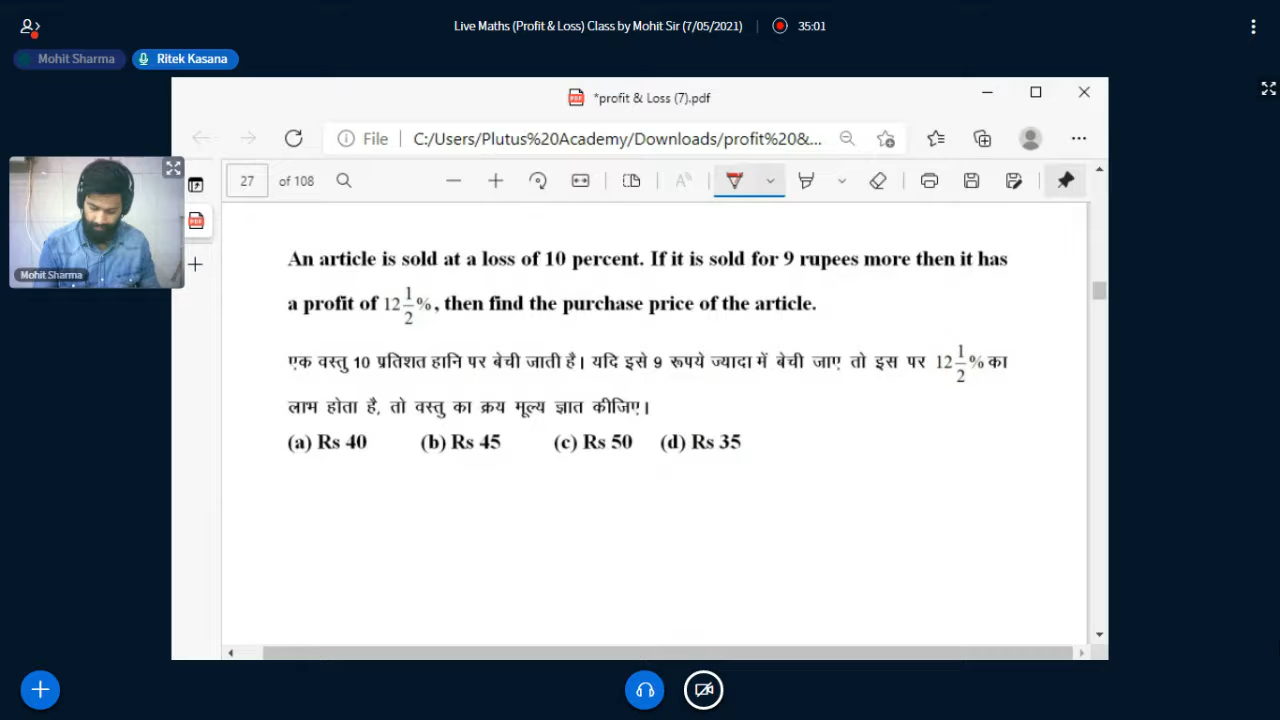 Live Maths (Profit & Loss) Class by Mohit Sir (7/05/2021) 35:01
Mohit Sharma Ritek Kasana
*profit & Loss (7).pdf
File C:/Users/Plutus%20Academy/Downloads/profit%20&...
27 of 108
Mohit Sharma
An article is sold at a loss of 10 percent. If it is sold for 9 rupees more then it has
a profit of 12 1/2 %, then find the purchase price of the article.
एक वस्तु 10 प्रतिशत हानि पर बेची जाती है। यदि इसे 9 रूपये ज्यादा में बेची जाए तो इस पर 12 1/2 % का
लाभ होता है, तो वस्तु का क्रय मूल्य ज्ञात कीजिए।
(a) Rs 40 (b) Rs 45 (c) Rs 50 (d) Rs 35